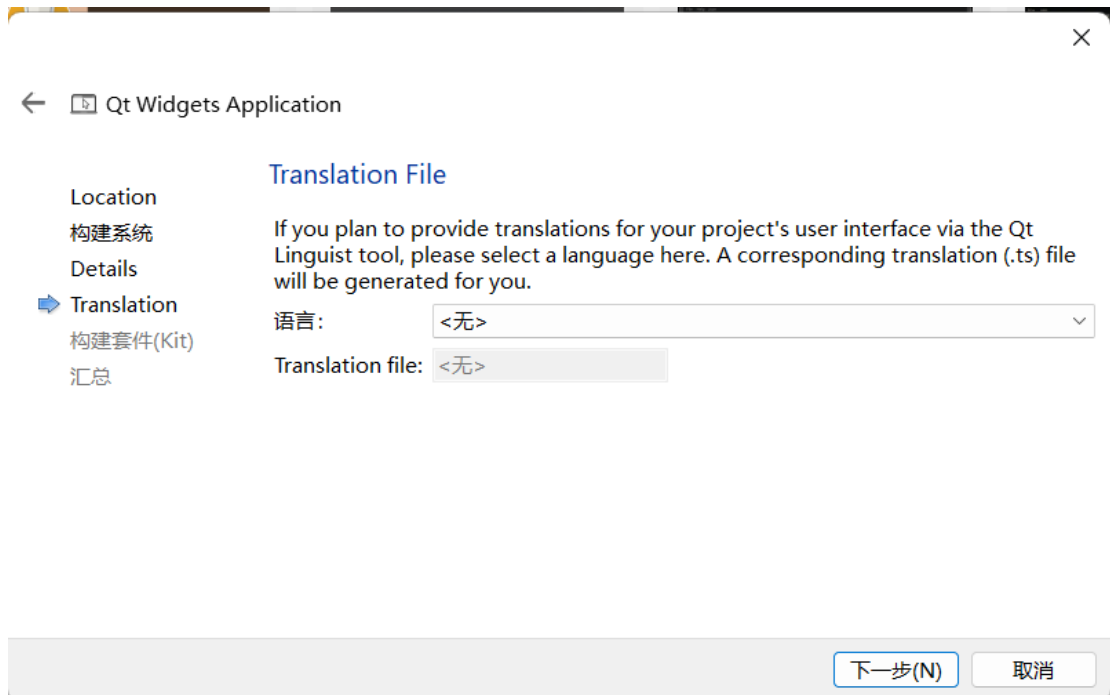 Qt Widgets Application
Translation File
Location
构建系统
Details
Translation
构建套件(Kit)
汇总
If you plan to provide translations for your project's user interface via the Qt
Linguist tool, please select a language here. A corresponding translation (.ts) file
will be generated for you.
语言:
<无>
Translation file:
<无>
下一步(N)
取消